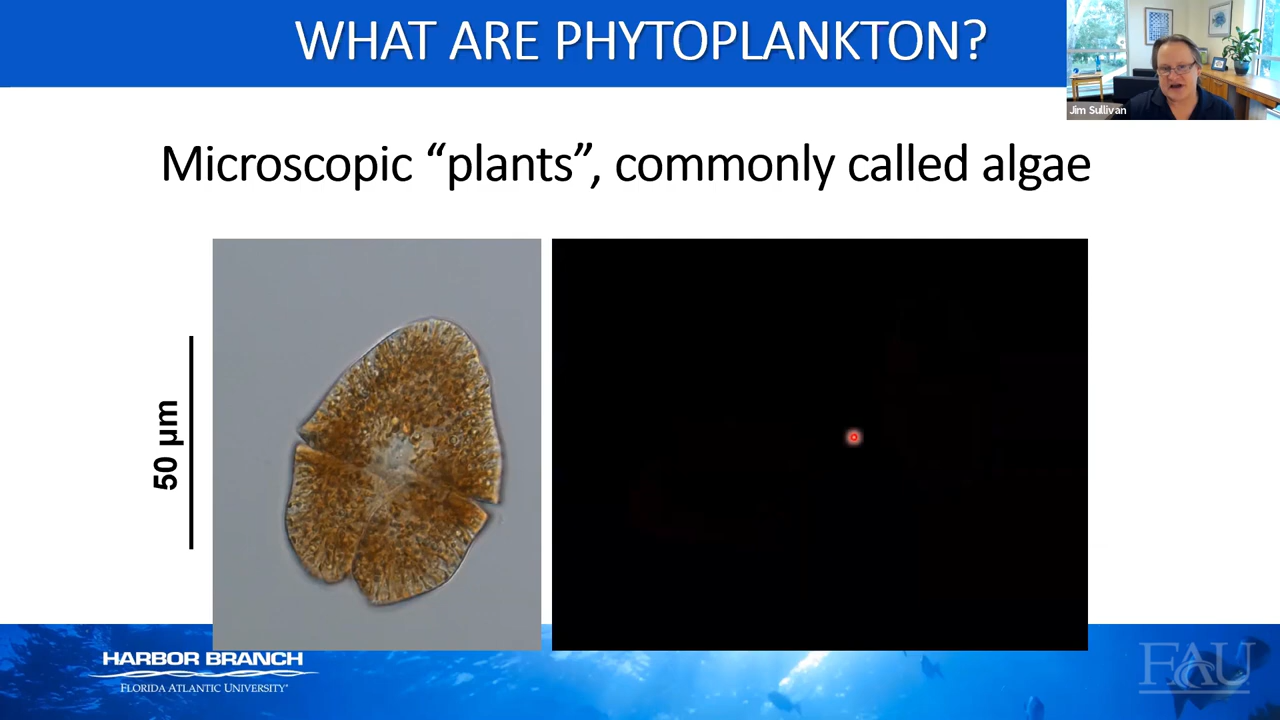 WHAT ARE PHYTOPLANKTON?
Jim Sullivan
Microscopic “plants”, commonly called algae
50 µm
HARBOR BRANCH
FLORIDA ATLANTIC UNIVERSITY
FAU